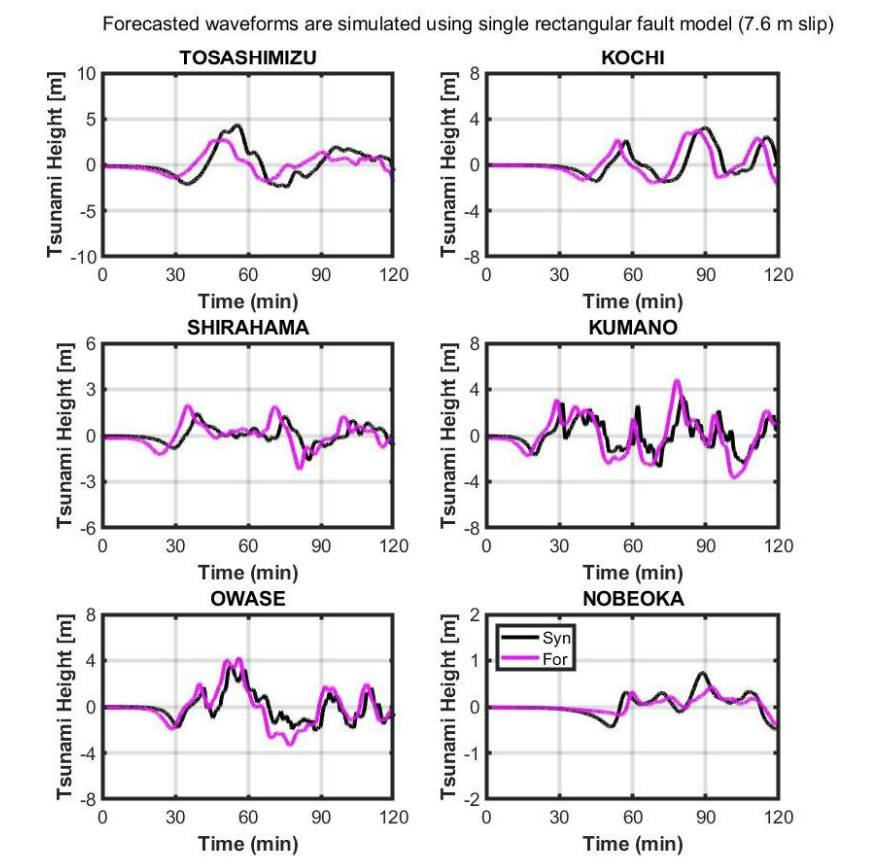 Forecasted waveforms are simulated using single rectangular fault model (7.6 m slip)
TOSASHIMIZU
Tsunami Height [m]
10
5
0
-5
-10
0 30 60 90 120
Time (min)
KOCHI
Tsunami Height [m]
8
4
0
-4
-8
0 30 60 90 120
Time (min)
SHIRAHAMA
Tsunami Height [m]
6
3
0
-3
-6
0 30 60 90 120
Time (min)
KUMANO
Tsunami Height [m]
8
4
0
-4
-8
0 30 60 90 120
Time (min)
OWASE
Tsunami Height [m]
8
4
0
-4
-8
0 30 60 90 120
Time (min)
NOBEOKA
Tsunami Height [m]
2
1
0
-1
-2
Syn
For
0 30 60 90 120
Time (min)